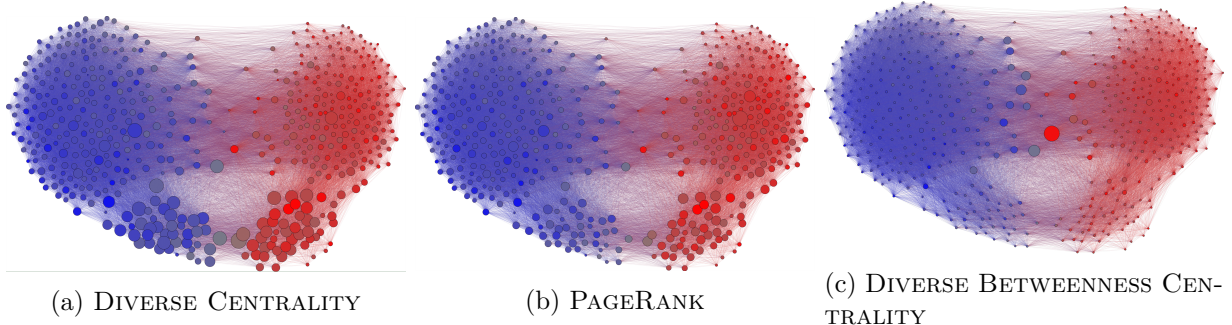 (a) DIVERSE CENTRALITY
(b) PAGERANK
(c) DIVERSE BETWEENNESS CEN-
TRALITY